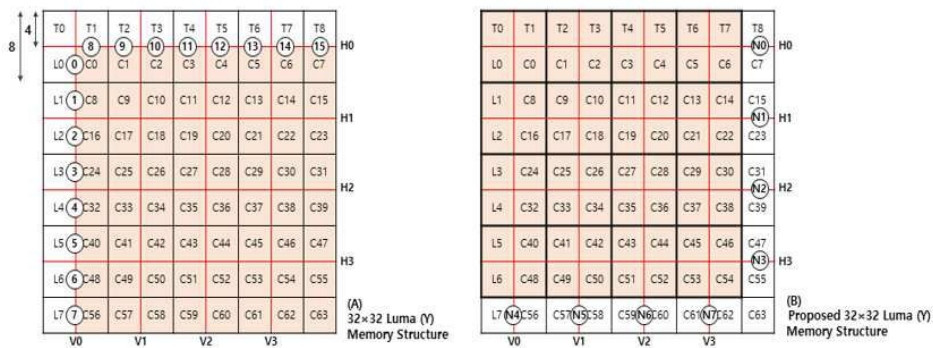 4
8
T0 T1 T2 T3 T4 T5 T6 T7 T8
8 9 10 11 12 13 14 15 H0
L0 0 C0 C1 C2 C3 C4 C5 C6 C7
L1 1 C8 C9 C10 C11 C12 C13 C14 C15
H1
L2 2 C16 C17 C18 C19 C20 C21 C22 C23
L3 3 C24 C25 C26 C27 C28 C29 C30 C31
H2
L4 4 C32 C33 C34 C35 C36 C37 C38 C39
L5 5 C40 C41 C42 C43 C44 C45 C46 C47
H3
L6 6 C48 C49 C50 C51 C52 C53 C54 C55
L7 7 C56 C57 C58 C59 C60 C61 C62 C63
V0 V1 V2 V3
(A)
32×32 Luma (Y)
Memory Structure
T0 T1 T2 T3 T4 T5 T6 T7 T8
N0 H0
L0 C0 C1 C2 C3 C4 C5 C6 C7
L1 C8 C9 C10 C11 C12 C13 C14 C15
N1 H1
L2 C16 C17 C18 C19 C20 C21 C22 C23
L3 C24 C25 C26 C27 C28 C29 C30 C31
N2 H2
L4 C32 C33 C34 C35 C36 C37 C38 C39
L5 C40 C41 C42 C43 C44 C45 C46 C47
N3 H3
L6 C48 C49 C50 C51 C52 C53 C54 C55
L7 N4 C56 C57 N5 C58 C59 N6 C60 C61 N7 C62 C63
V0 V1 V2 V3
(B)
Proposed 32×32 Luma (Y)
Memory Structure